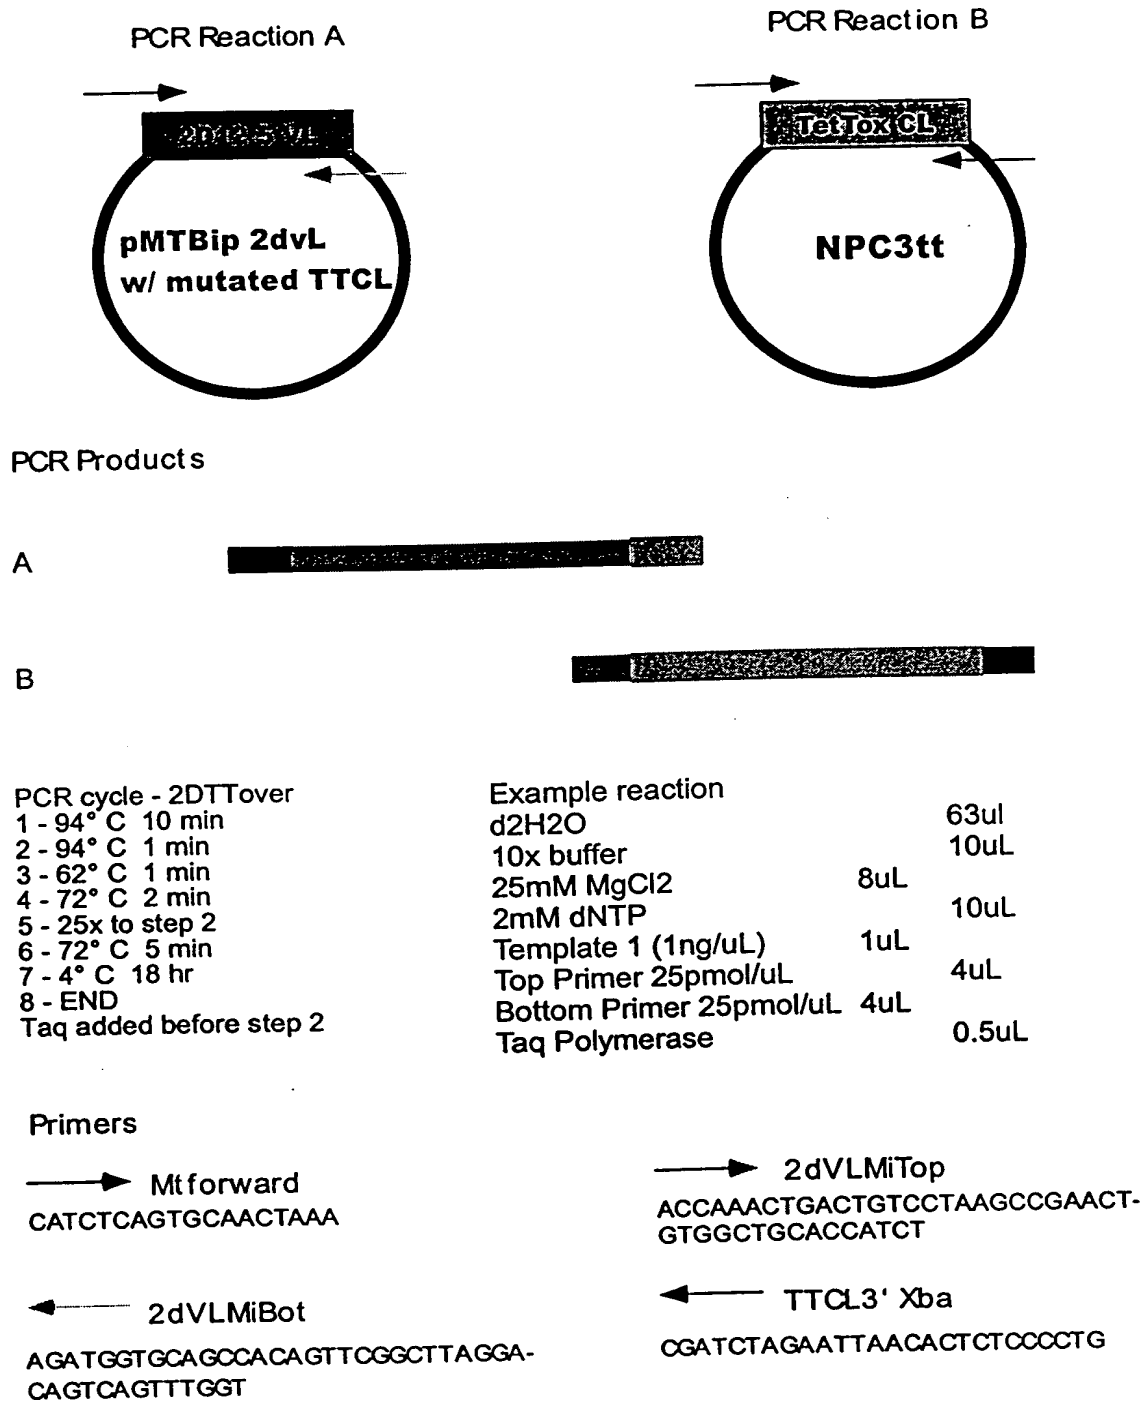 PCR Reaction A
PCR Reaction B
2D12.5 VL
TetTox CL
pMTBip 2dvL
w/ mutated TTCL
NPC3tt
PCR Products
A
B
PCR cycle - 2DTTover
1 - 94° C 10 min
2 - 94° C 1 min
3 - 62° C 1 min
4 - 72° C 2 min
5 - 25x to step 2
6 - 72° C 5 min
7 - 4° C 18 hr
8 - END
Taq added before step 2
Example reaction
d2H2O 63ul
10x buffer 10uL
25mM MgCl2 8uL
2mM dNTP 10uL
Template 1 (1ng/uL) 1uL
Top Primer 25pmol/uL 4uL
Bottom Primer 25pmol/uL 4uL
Taq Polymerase 0.5uL
Primers
Mtforward
CATCTCAGTGCAACTAAA
2dVLMiTop
ACCAAACTGACTGTCCTAAGCCGAACT-
GTGGCTGCACCATCT
2dVLMiBot
AGATGGTGCAGCCACAGTTCGGCTTAGGA-
CAGTCAGTTTGGT
TTCL3' Xba
CGATCTAGAATTAACACTCTCCCCTG